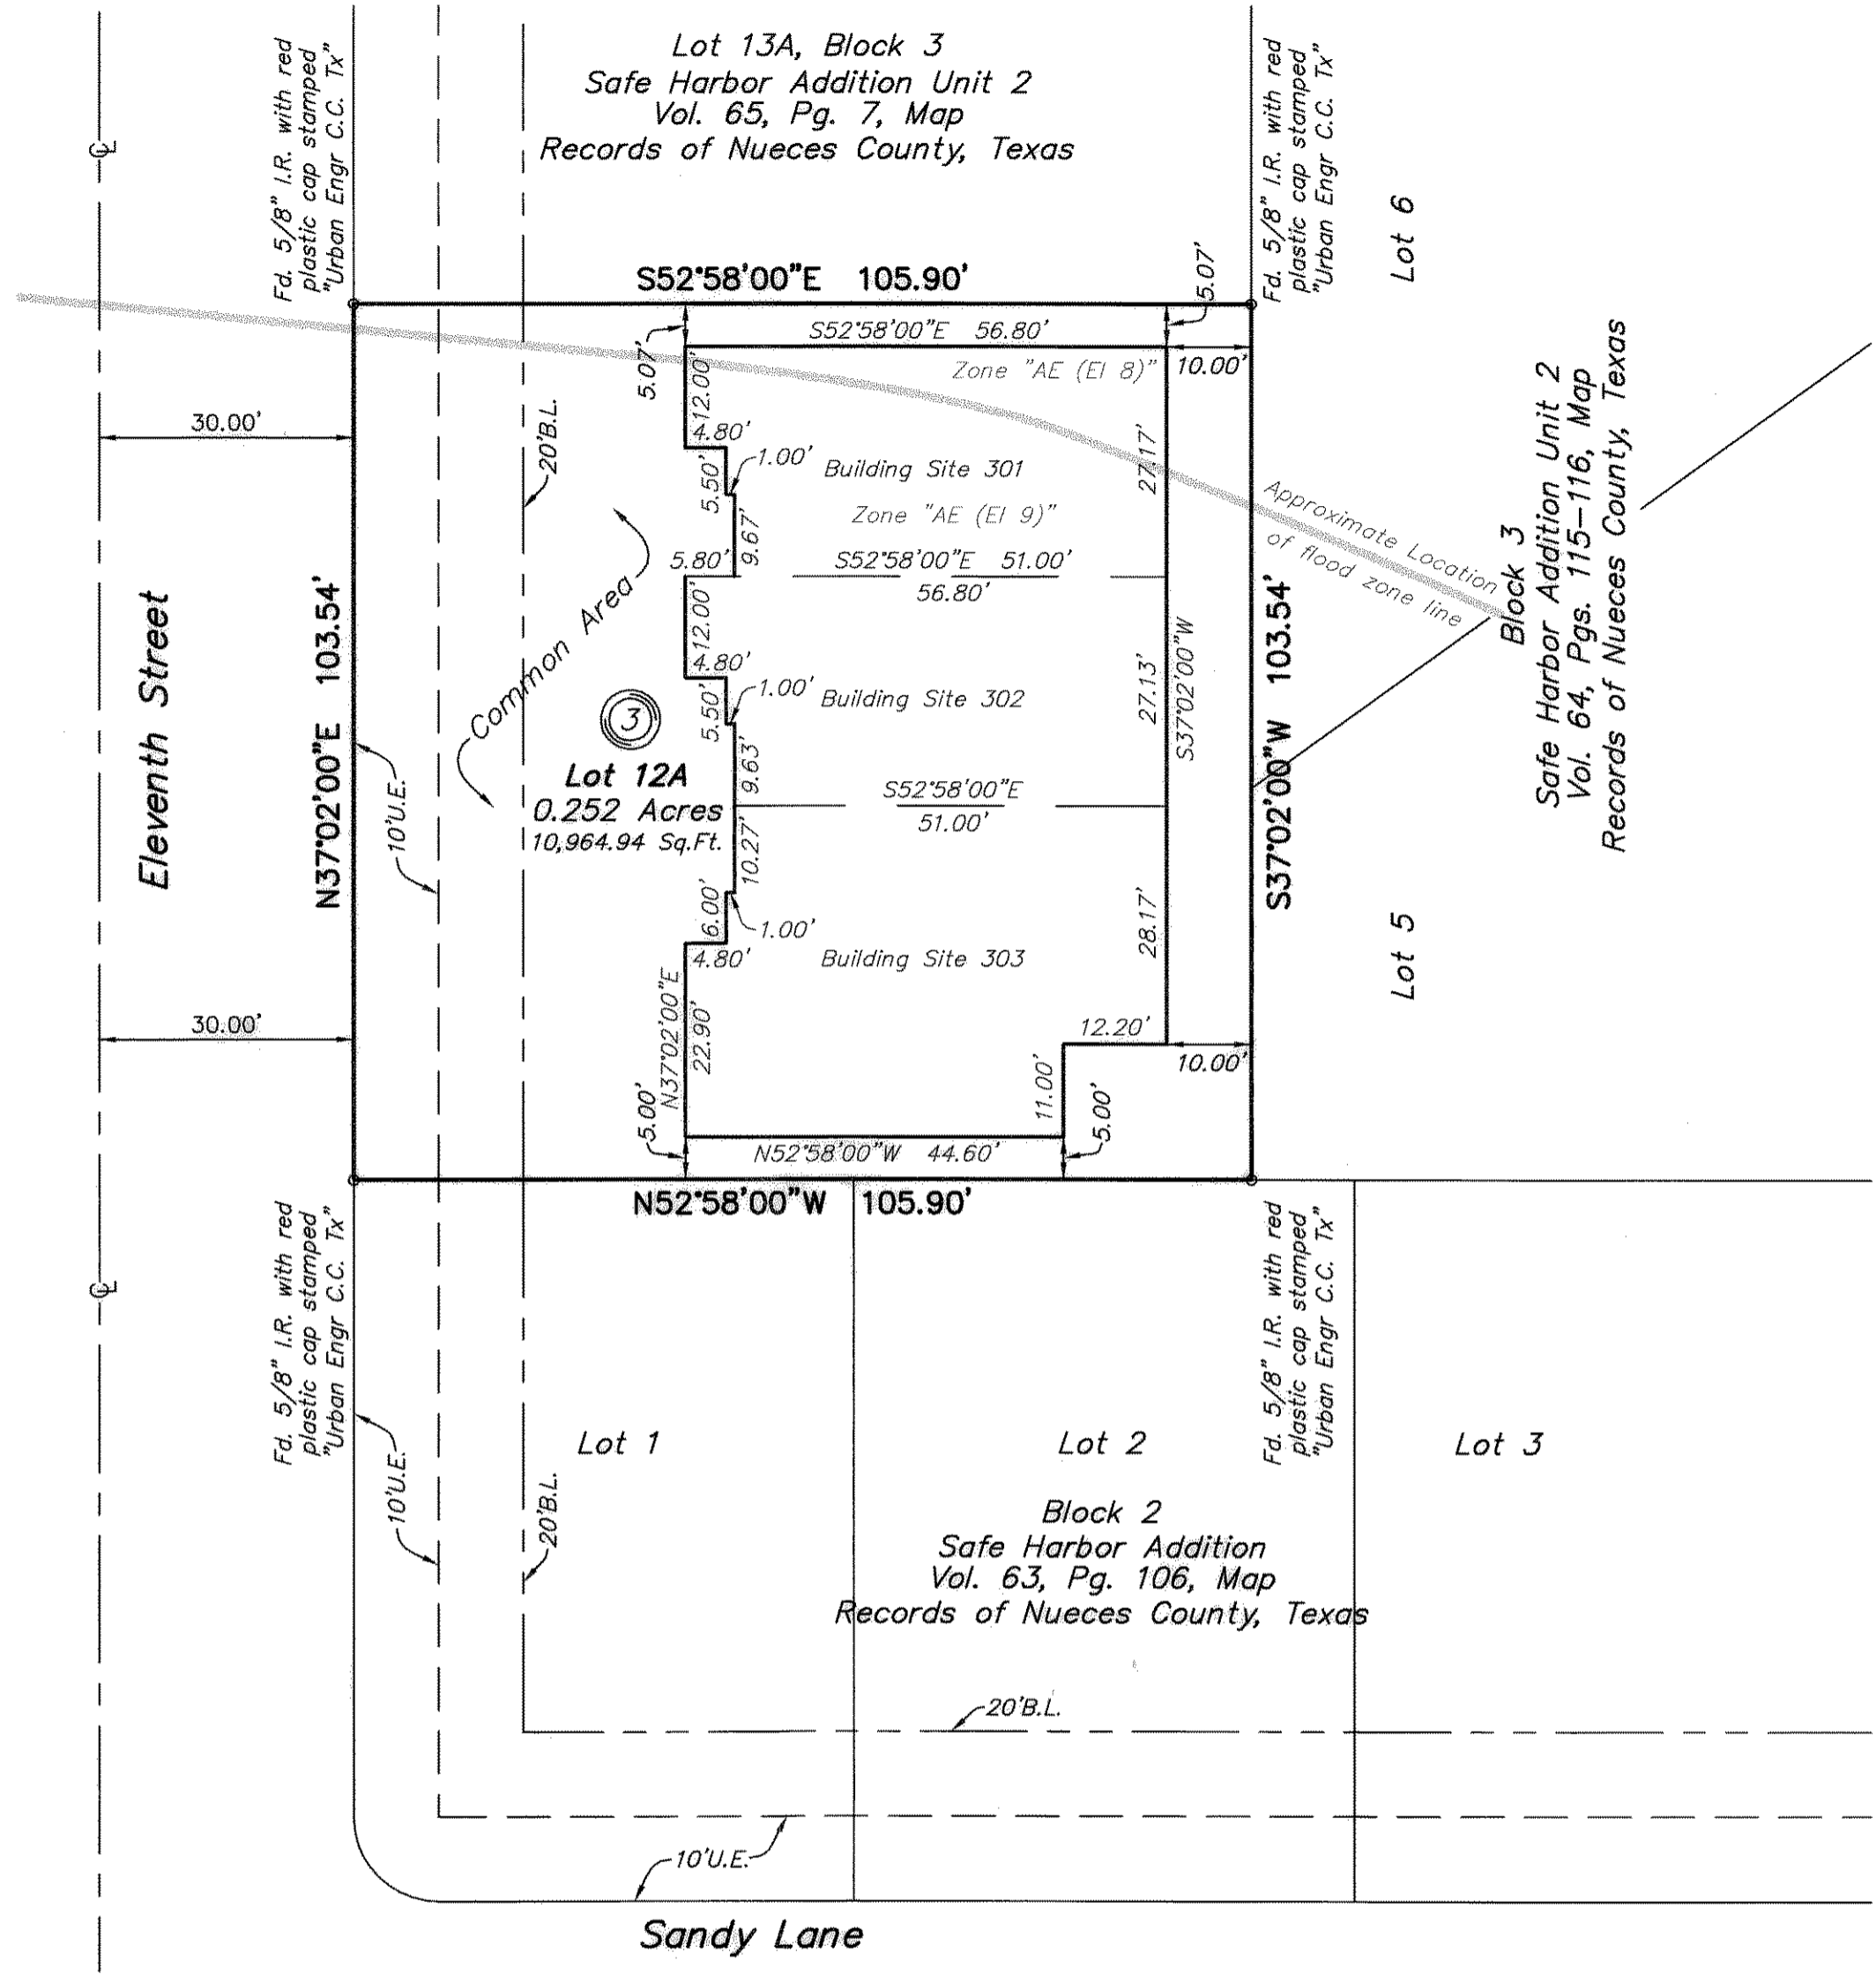 Lot 13A, Block 3
Safe Harbor Addition Unit 2
Vol. 65, Pg. 7, Map
Records of Nueces County, Texas
Fd. 5/8" I.R. with red
plastic cap stamped
"Urban Engr C.C. Tx"
Fd. 5/8" I.R. with red
plastic cap stamped
"Urban Engr C.C. Tx"
Lot 6
℄
S52°58'00"E 105.90'
5.07'
S52°58'00"E 56.80'
5.07'
Zone "AE (El 8)"
10.00'
12.00'
30.00'
20'B.L.
4.80'
1.00'
Building Site 301
5.50'
27.17'
Zone "AE (El 9)"
9.67'
5.80'
S52°58'00"E 51.00'
56.80'
Approximate Location
of flood zone line
Block 3
Safe Harbor Addition Unit 2
Vol. 64, Pgs. 115-116, Map
Records of Nueces County, Texas
Eleventh Street
N37°02'00"E 103.54'
Common Area
12.00'
4.80'
1.00'
Building Site 302
5.50'
27.13'
S37°02'00"W
S37°02'00"W 103.54'
3
Lot 12A
0.252 Acres
10,964.94 Sq.Ft.
9.63'
S52°58'00"E
51.00'
10'U.E.
10.27'
6.00'
1.00'
4.80'
Building Site 303
28.17'
Lot 5
30.00'
N37°02'00"E
22.90'
12.20'
10.00'
11.00'
5.00'
5.00'
N52°58'00"W 44.60'
N52°58'00"W 105.90'
℄
Fd. 5/8" I.R. with red
plastic cap stamped
"Urban Engr C.C. Tx"
Fd. 5/8" I.R. with red
plastic cap stamped
"Urban Engr C.C. Tx"
Lot 1
Lot 2
Lot 3
10'U.E.
20'B.L.
Block 2
Safe Harbor Addition
Vol. 63, Pg. 106, Map
Records of Nueces County, Texas
20'B.L.
10'U.E.
Sandy Lane